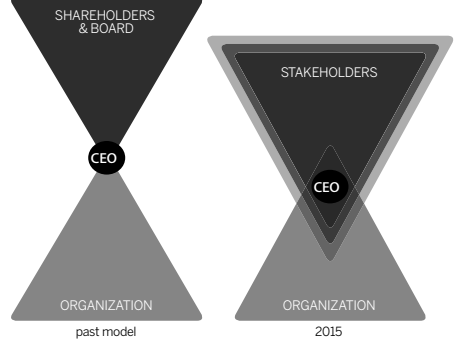 SHAREHOLDERS
& BOARD
CEO
ORGANIZATION
past model
STAKEHOLDERS
CEO
ORGANIZATION
2015